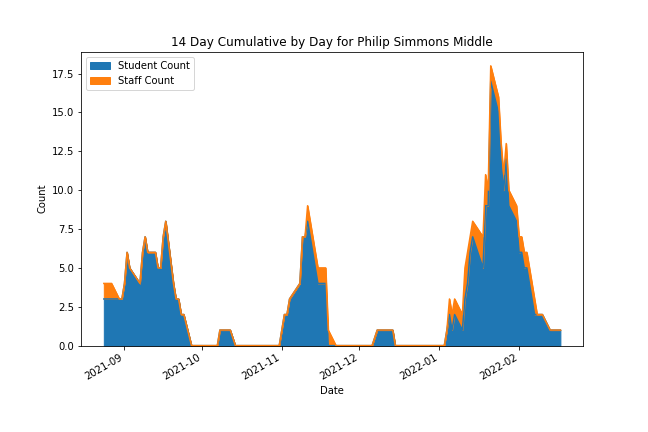 14 Day Cumulative by Day for Philip Simmons Middle
Student Count
Staff Count
17.5
15.0
12.5
10.0
7.5
5.0
2.5
0.0
Count
2021-09
2021-10
2021-11
2021-12
2022-01
2022-02
Date